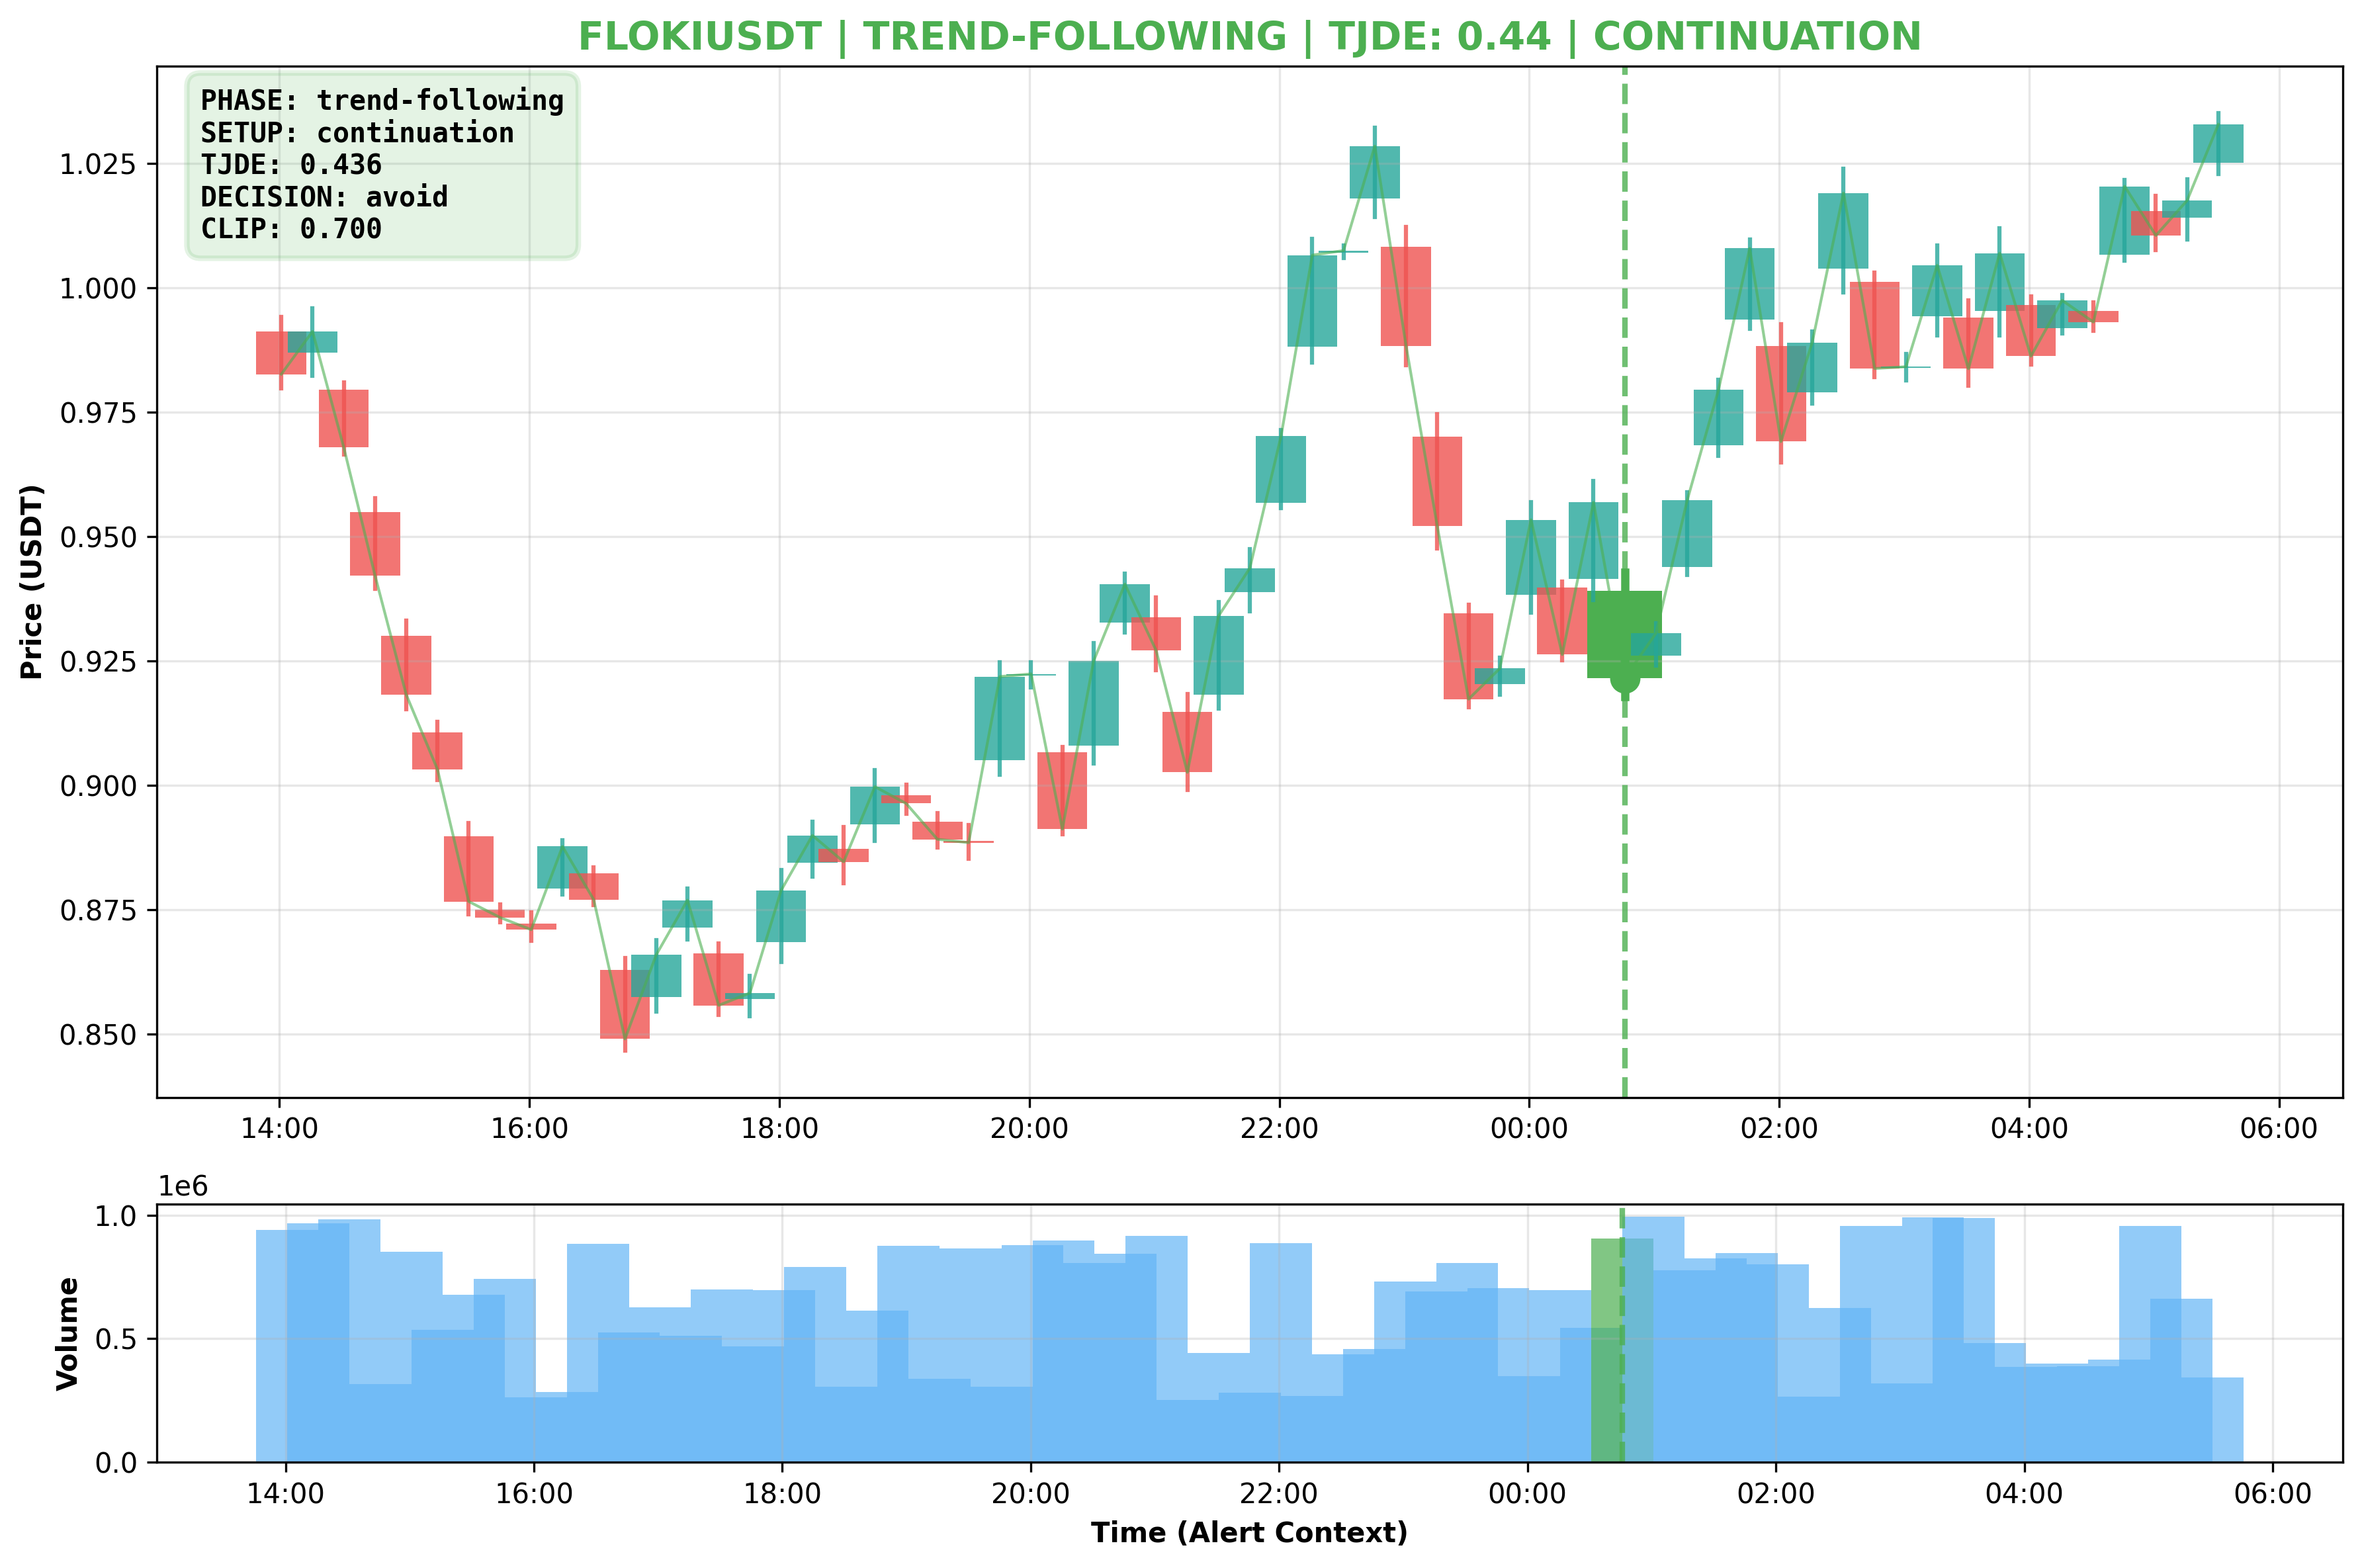 FLOKIUSDT | TREND-FOLLOWING | TJDE: 0.44 | CONTINUATION
PHASE: trend-following
SETUP: continuation
TJDE: 0.436
DECISION: avoid
CLIP: 0.700
Price (USDT)
1.025
1.000
0.975
0.950
0.925
0.900
0.875
0.850
14:00 16:00 18:00 20:00 22:00 00:00 02:00 04:00 06:00
1e6
Volume
1.0
0.5
0.0
14:00 16:00 18:00 20:00 22:00 00:00 02:00 04:00 06:00
Time (Alert Context)